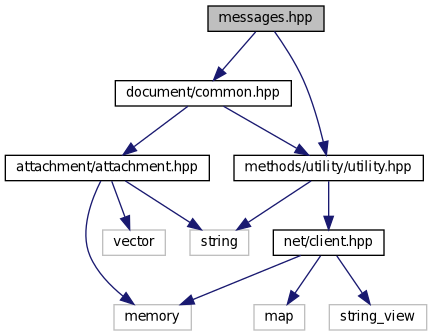 messages.hpp
document/common.hpp
attachment/attachment.hpp
methods/utility/utility.hpp
vector
string
net/client.hpp
memory
map
string_view